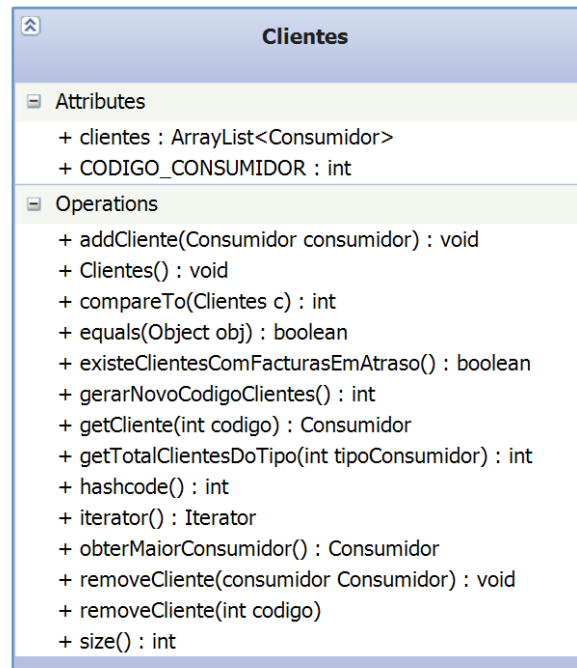 Clientes
Attributes
+ clientes : ArrayList<Consumidor>
+ CODIGO_CONSUMIDOR : int
Operations
+ addCliente(Consumidor consumidor) : void
+ Clientes() : void
+ compareTo(Clientes c) : int
+ equals(Object obj) : boolean
+ existeClientesComFacturasEmAtraso() : boolean
+ gerarNovoCodigoClientes() : int
+ getCliente(int codigo) : Consumidor
+ getTotalClientesDoTipo(int tipoConsumidor) : int
+ hashcode() : int
+ iterator() : Iterator
+ obterMaiorConsumidor() : Consumidor
+ removeCliente(consumidor Consumidor) : void
+ removeCliente(int codigo)
+ size() : int